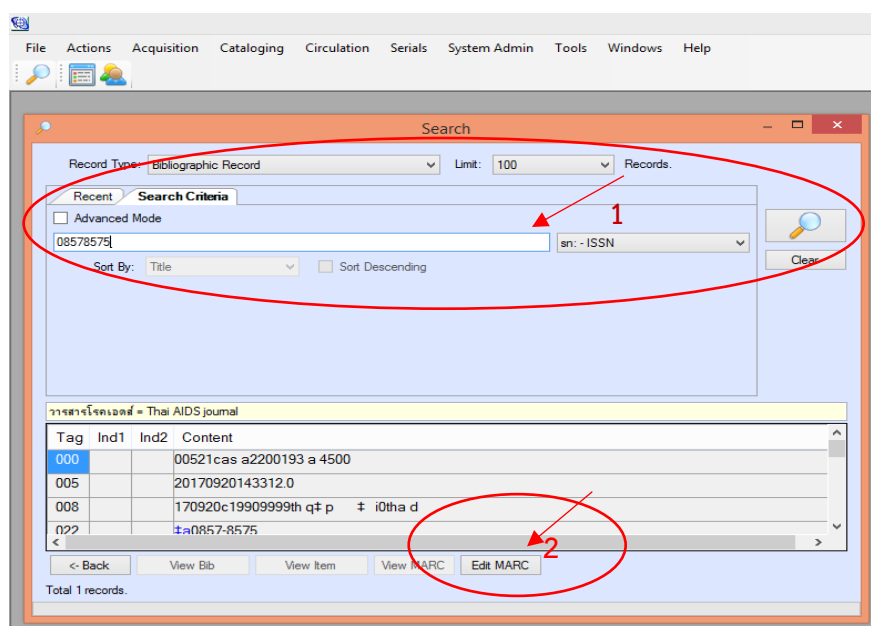 File Actions Acquisition Cataloging Circulation Serials System Admin Tools Windows Help
Search
Record Type: Bibliographic Record Limit: 100 Records.
Recent Search Criteria
Advanced Mode
1
08578575 sn: - ISSN
Clear
Sort By: Title Sort Descending
วารสารโรคเอดส์ = Thai AIDS journal
Tag Ind1 Ind2 Content
000 00521cas a2200193 a 4500
005 20170920143312.0
008 170920c19909999th q‡ p ‡ i0tha d
022 ‡a0857-8575
2
<- Back View Bib View Item View MARC Edit MARC
Total 1 records.